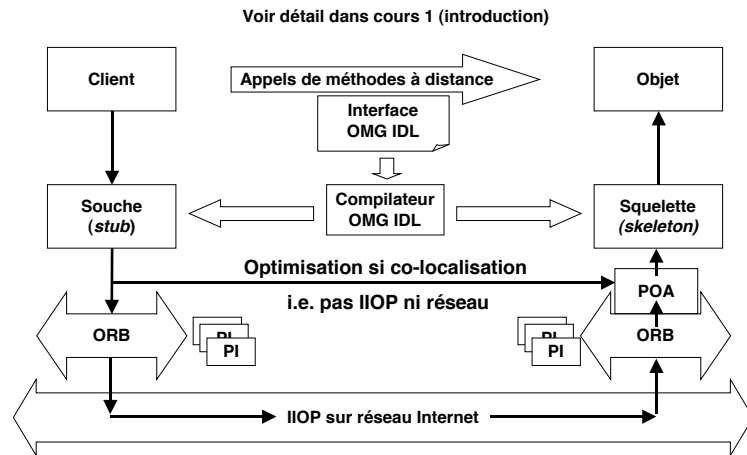 Voir détail dans cours 1 (introduction)
Client
Appels de méthodes à distance
Objet
Interface
OMG IDL
Souche
(stub)
Compilateur
OMG IDL
Squelette
(skeleton)
Optimisation si co-localisation
i.e. pas IIOP ni réseau
POA
ORB
PI
PI
PI
PI
ORB
IIOP sur réseau Internet